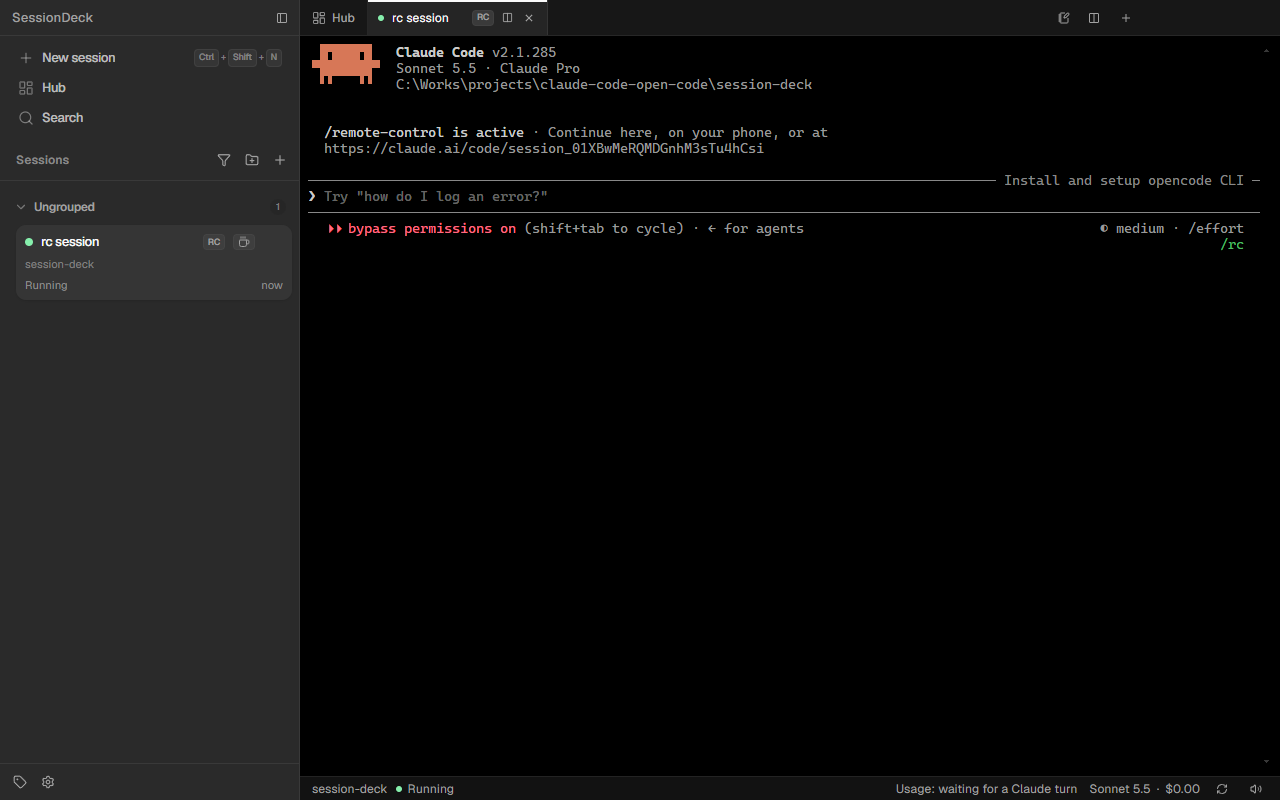 SessionDeck
New session Ctrl + Shift + N
Hub
Search
Sessions
Ungrouped 1
rc session RC
session-deck
Running now
Hub
rc session RC
Claude Code v2.1.285
Sonnet 5.5 · Claude Pro
C:\Works\projects\claude-code-open-code\session-deck
/remote-control is active · Continue here, on your phone, or at
https://claude.ai/code/session_01XBwMeRQMDGnhM3sTu4hCsi
Install and setup opencode CLI
❯ Try "how do I log an error?"
⏵⏵ bypass permissions on (shift+tab to cycle) · ← for agents
◐ medium · /effort
/rc
session-deck ● Running
Usage: waiting for a Claude turn Sonnet 5.5 · $0.00